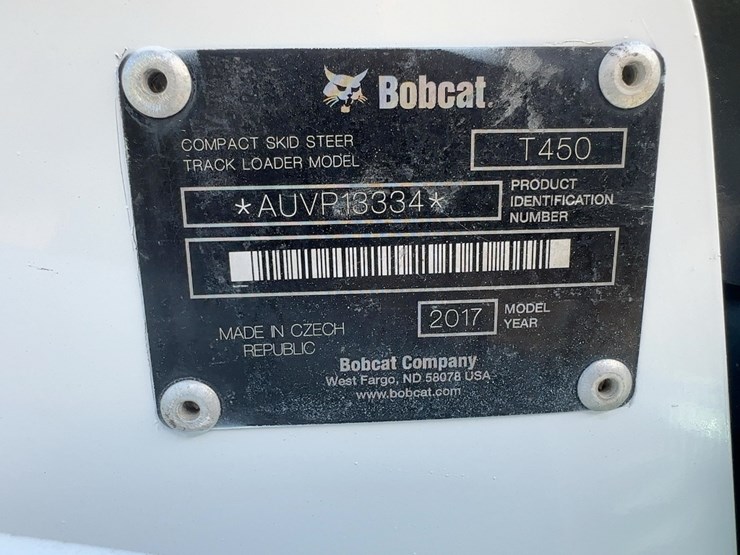 Bobcat.
COMPACT SKID STEER
TRACK LOADER MODEL
T450
*AUVP13334*
PRODUCT
IDENTIFICATION
NUMBER
MADE IN CZECH
REPUBLIC
2017
MODEL
YEAR
Bobcat Company
West Fargo, ND 58078 USA
www.bobcat.com